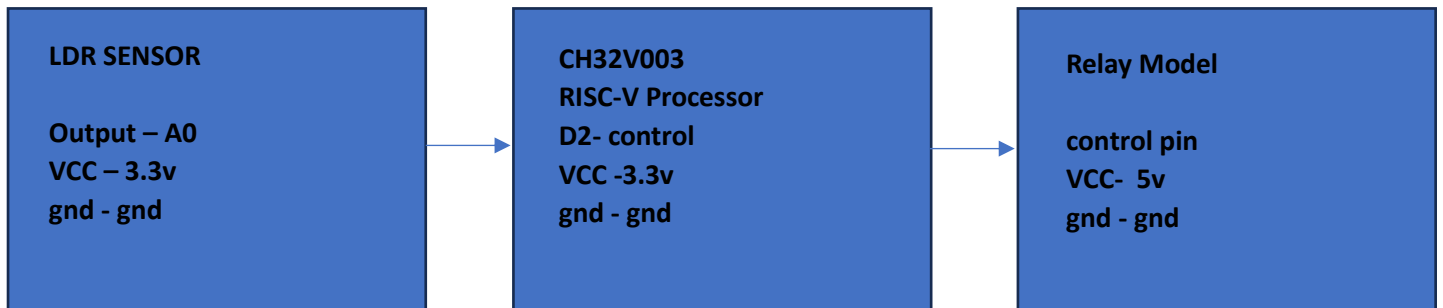 LDR SENSOR
Output – A0
VCC – 3.3v
gnd - gnd
CH32V003
RISC-V Processor
D2- control
VCC -3.3v
gnd - gnd
Relay Model
control pin
VCC- 5v
gnd - gnd